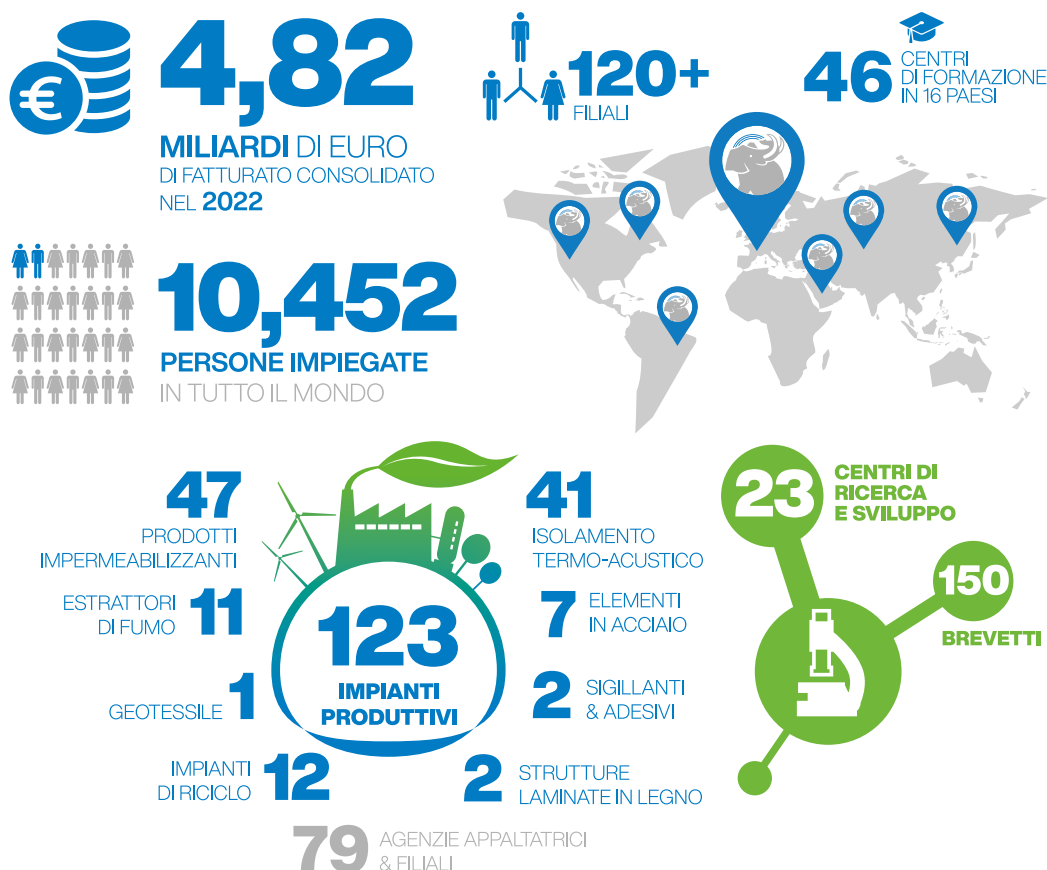 €
4,82
MILIARDI DI EURO
DI FATTURATO CONSOLIDATO
NEL 2022
120+
FILIALI
46
CENTRI
DI FORMAZIONE
IN 16 PAESI
10,452
PERSONE IMPIEGATE
IN TUTTO IL MONDO
47
PRODOTTI
IMPERMEABILIZZANTI
ESTRATTORI
DI FUMO
11
GEOTESSILE
1
IMPIANTI
DI RICICLO
12
123
IMPIANTI
PRODUTTIVI
41
ISOLAMENTO
TERMO-ACUSTICO
7
ELEMENTI
IN ACCIAIO
2
SIGILLANTI
& ADESIVI
2
STRUTTURE
LAMINATE IN LEGNO
79
AGENZIE APPALTATRICI
& FILIALI
23
CENTRI DI
RICERCA
E SVILUPPO
150
BREVETTI